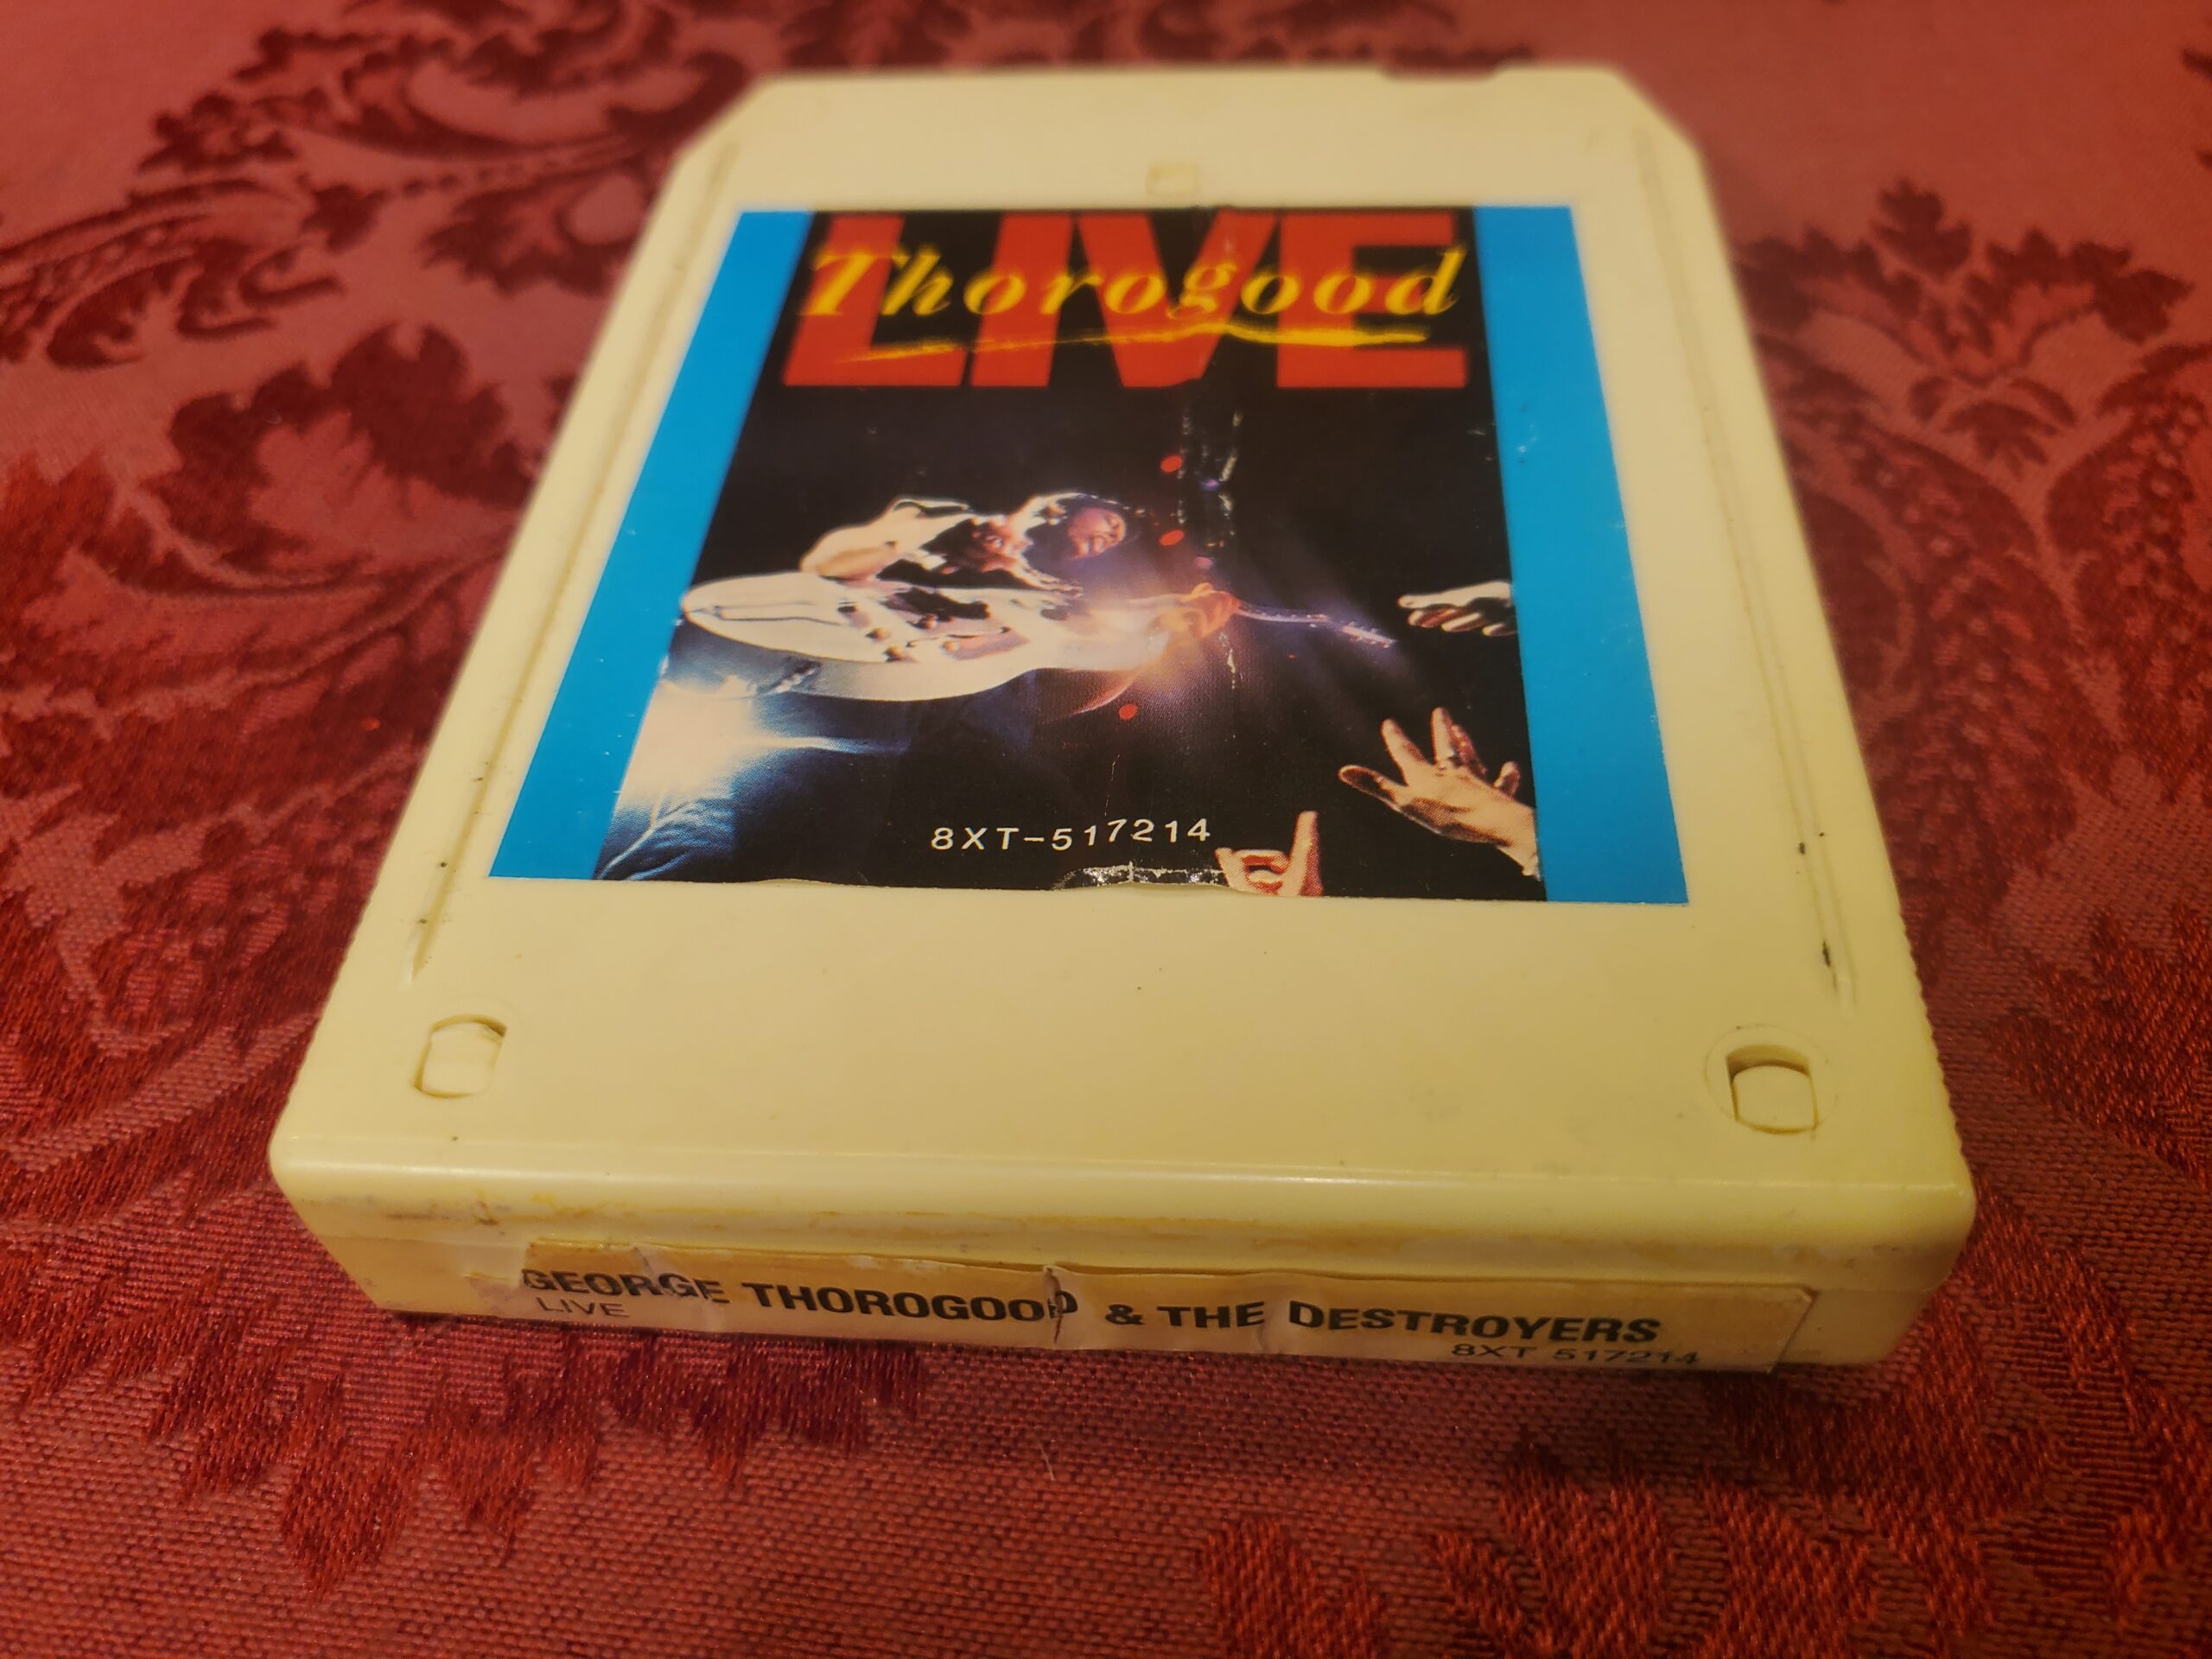 LIVE
Thorogood
8XT-517214
GEORGE THOROGOOD & THE DESTROYERS
LIVE
8XT 517214